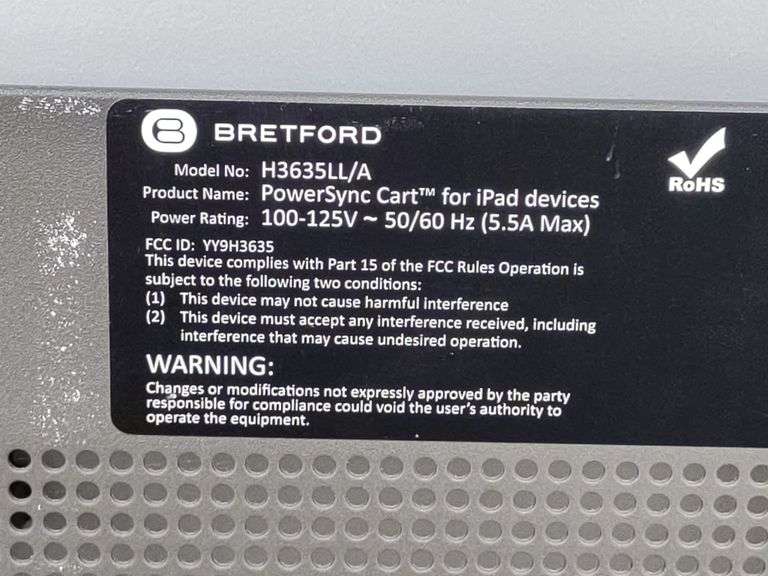 BRETFORD
RoHS
Model No: H3635LL/A
Product Name: PowerSync Cart™ for iPad devices
Power Rating: 100-125V ~ 50/60 Hz (5.5A Max)
FCC ID: YY9H3635
This device complies with Part 15 of the FCC Rules Operation is
subject to the following two conditions:
(1) This device may not cause harmful interference
(2) This device must accept any interference received, including
interference that may cause undesired operation.
WARNING:
Changes or modifications not expressly approved by the party
responsible for compliance could void the user's authority to
operate the equipment.